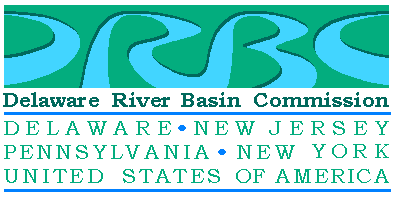 DRBC
Delaware River Basin Commission
DELAWARE • NEW JERSEY
PENNSYLVANIA • NEW YORK
UNITED STATES OF AMERICA